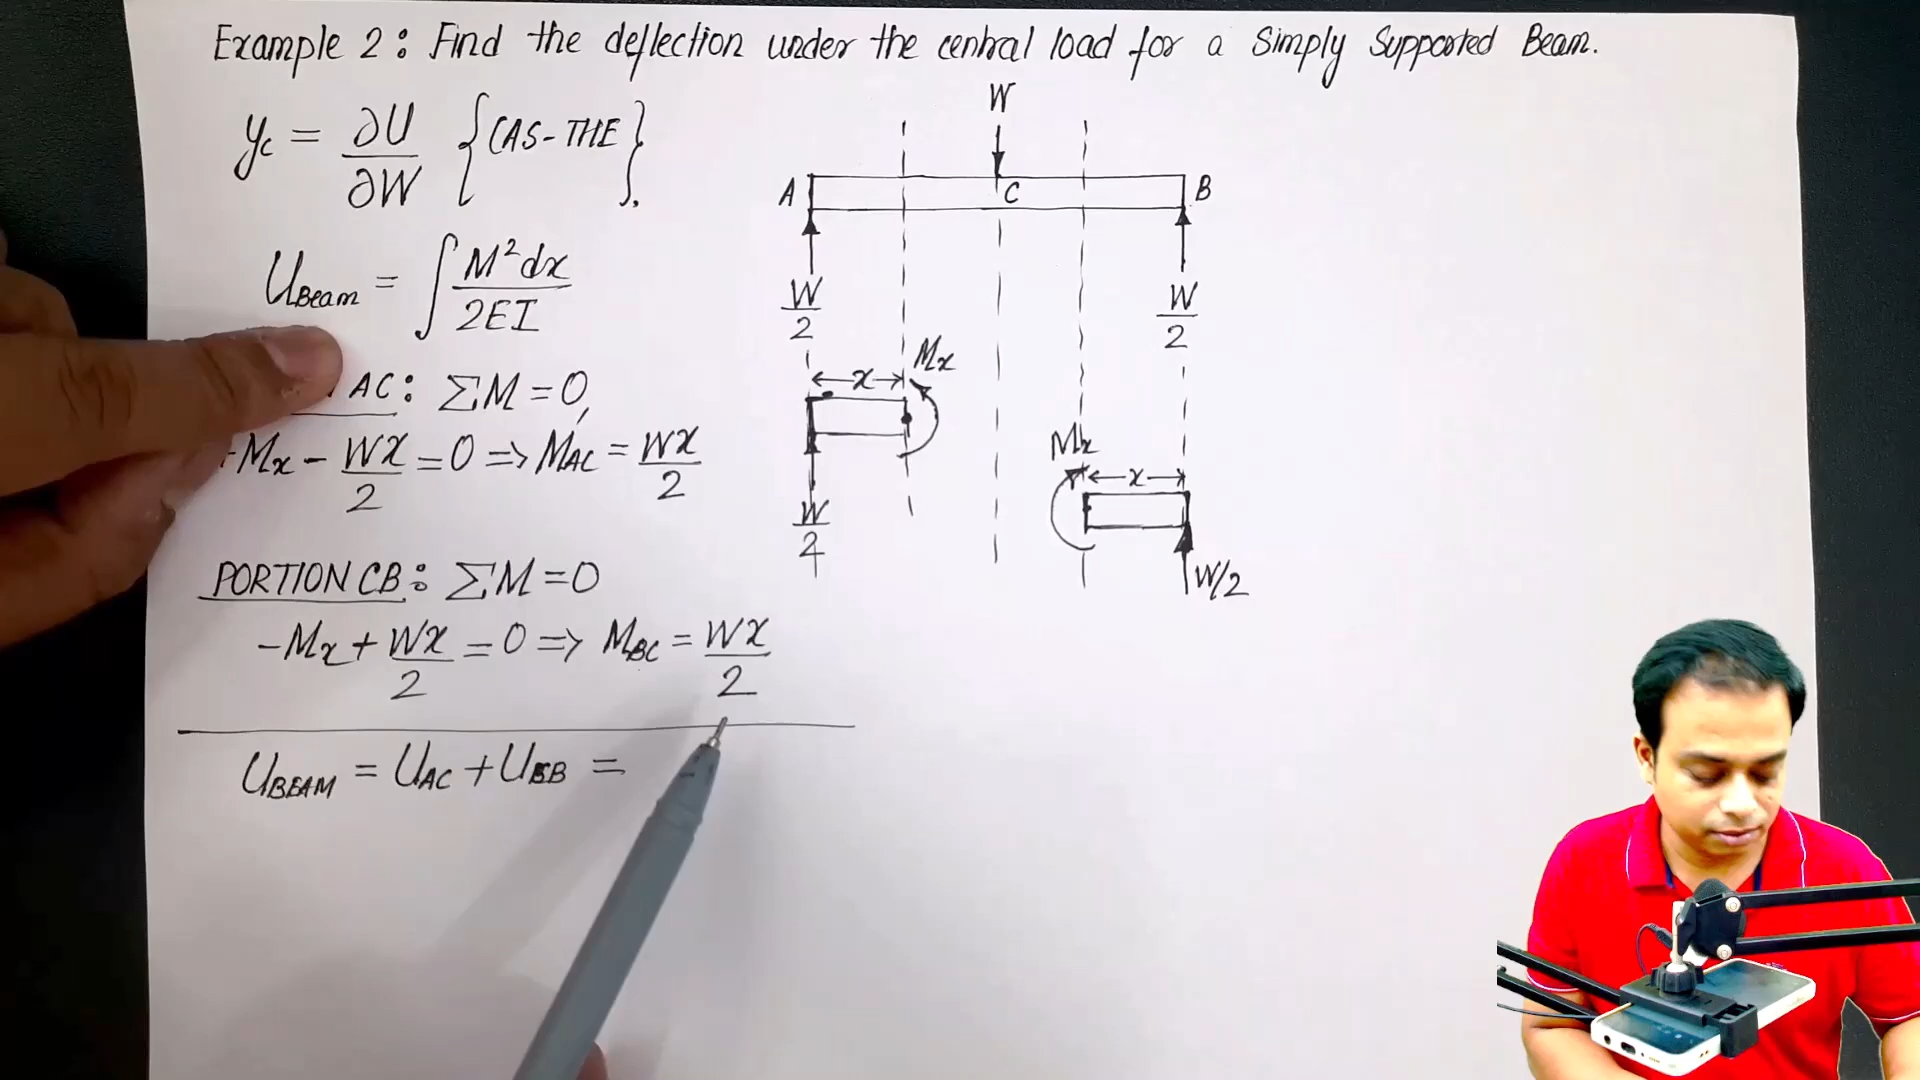 Example 2: Find the deflection under the central load for a Simply Supported Beam.
yc = ∂U/∂W {CAS-THE}.
UBeam = ∫ M²dx/2EI
AC: ΣM = 0,
Mx - Wx/2 = 0 => MAC = Wx/2
PORTION CB: ΣM = 0
-Mx + Wx/2 = 0 => MBC = Wx/2
UBEAM = UAC + UBB =
W
A C B
W/2 W/2
x Mx
W/2
Mx
x
W/2